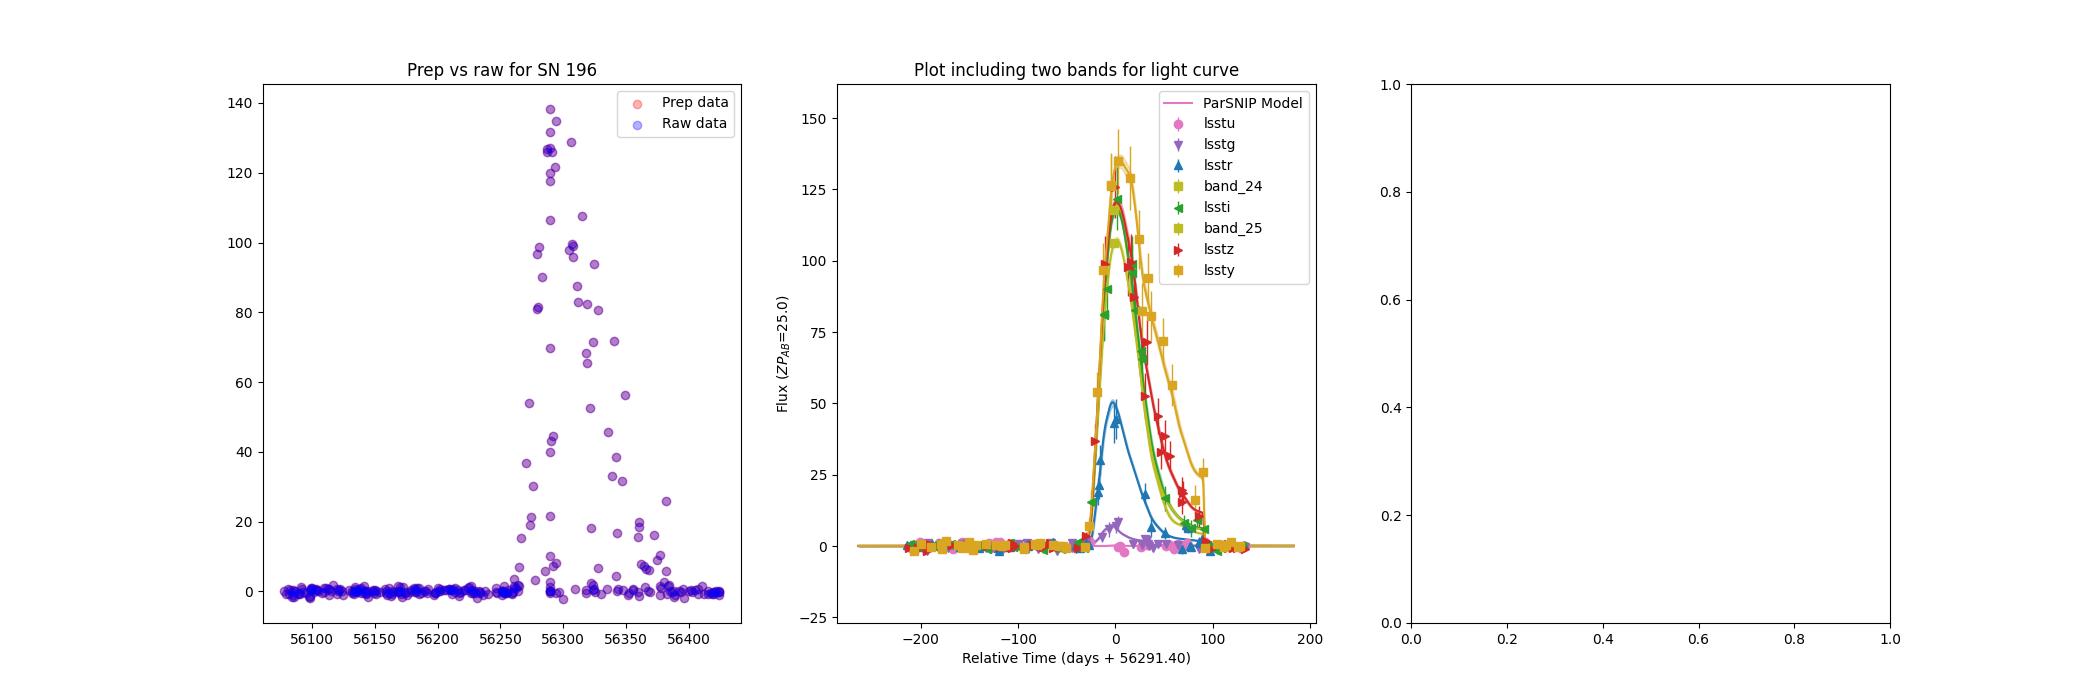 Prep vs raw for SN 196
140
120
100
80
60
40
20
0
56100 56150 56200 56250 56300 56350 56400
Prep data
Raw data
Plot including two bands for light curve
Flux (ZP_AB=25.0)
150
125
100
75
50
25
0
−25
−200 −100 0 100 200
Relative Time (days + 56291.40)
ParSNIP Model
lsstu
lsstg
lsstr
band_24
lssti
band_25
lsstz
lssty
1.0
0.8
0.6
0.4
0.2
0.0
0.0 0.2 0.4 0.6 0.8 1.0